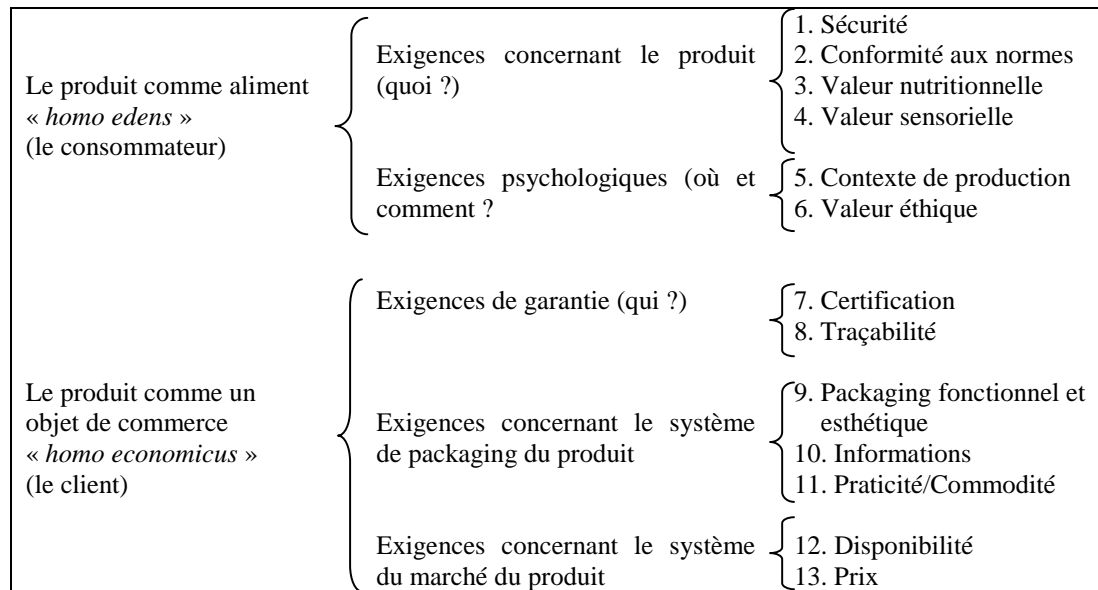 Le produit comme aliment
« homo edens »
(le consommateur)
Exigences concernant le produit
(quoi ?)
1. Sécurité
2. Conformité aux normes
3. Valeur nutritionnelle
4. Valeur sensorielle
Exigences psychologiques (où et
comment ?
5. Contexte de production
6. Valeur éthique
Le produit comme un
objet de commerce
« homo economicus »
(le client)
Exigences de garantie (qui ?)
7. Certification
8. Traçabilité
Exigences concernant le système
de packaging du produit
9. Packaging fonctionnel et
esthétique
10. Informations
11. Praticité/Commodité
Exigences concernant le système
du marché du produit
12. Disponibilité
13. Prix